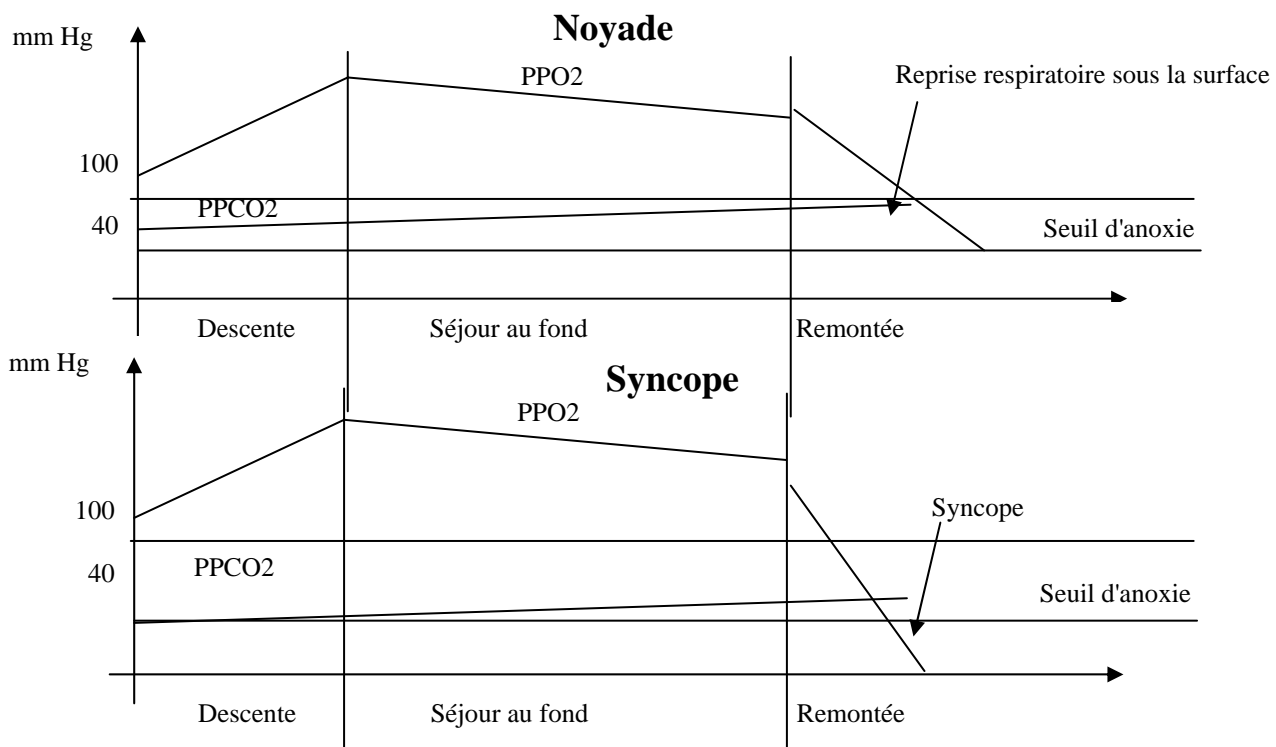 Noyade
mm Hg
PPO2
Reprise respiratoire sous la surface
100
PPCO2
40
Seuil d'anoxie
Descente
Séjour au fond
Remontée
mm Hg
Syncope
PPO2
100
Syncope
40
PPCO2
Seuil d'anoxie
Descente
Séjour au fond
Remontée